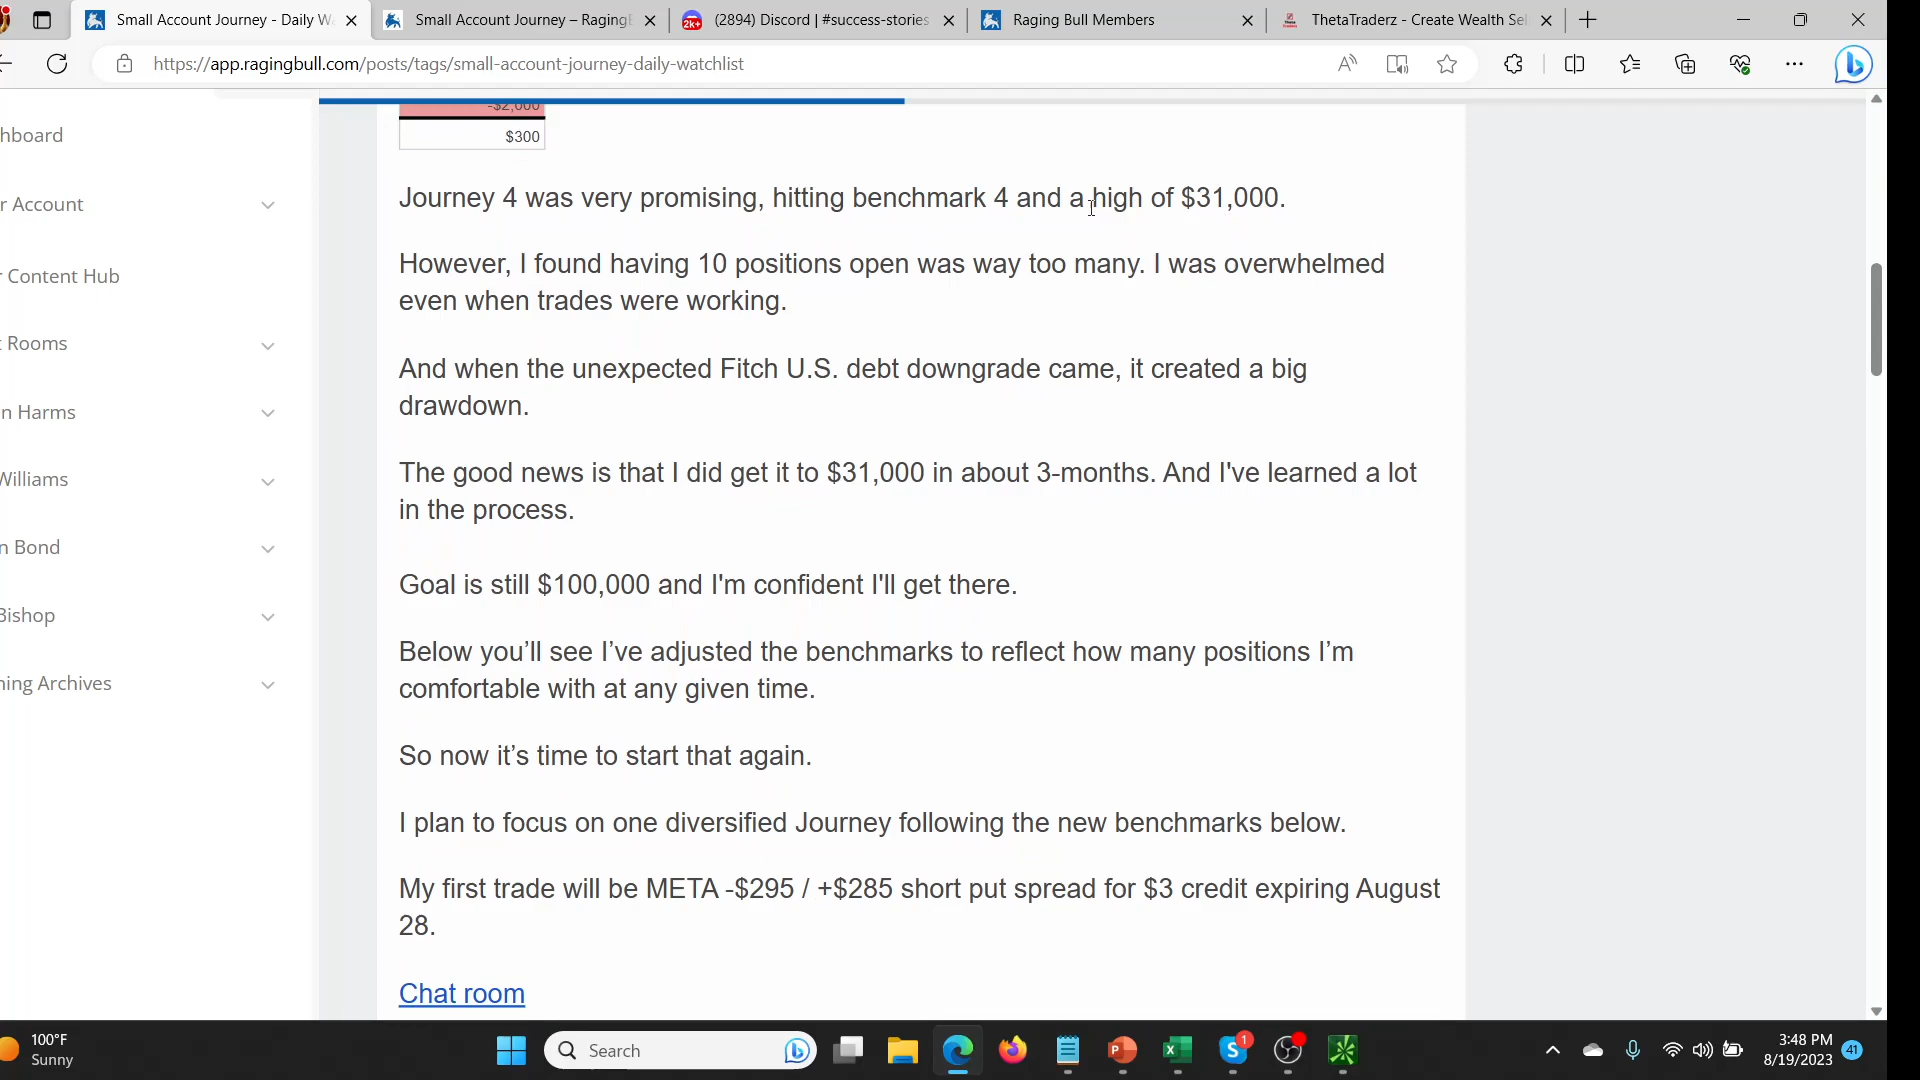 Small Account Journey - Daily W
Small Account Journey – Raging
(2894) Discord | #success-stories
Raging Bull Members
ThetaTraderz - Create Wealth Sel
https://app.ragingbull.com/posts/tags/small-account-journey-daily-watchlist
-$2,000
$300
hboard
r Account
r Content Hub
t Rooms
n Harms
Williams
n Bond
Bishop
ning Archives
Journey 4 was very promising, hitting benchmark 4 and a high of $31,000.
However, I found having 10 positions open was way too many. I was overwhelmed
even when trades were working.
And when the unexpected Fitch U.S. debt downgrade came, it created a big
drawdown.
The good news is that I did get it to $31,000 in about 3-months. And I've learned a lot
in the process.
Goal is still $100,000 and I'm confident I'll get there.
Below you’ll see I’ve adjusted the benchmarks to reflect how many positions I’m
comfortable with at any given time.
So now it’s time to start that again.
I plan to focus on one diversified Journey following the new benchmarks below.
My first trade will be META -$295 / +$285 short put spread for $3 credit expiring August
28.
Chat room
100°F
Sunny
Search
1
3:48 PM
8/19/2023
41